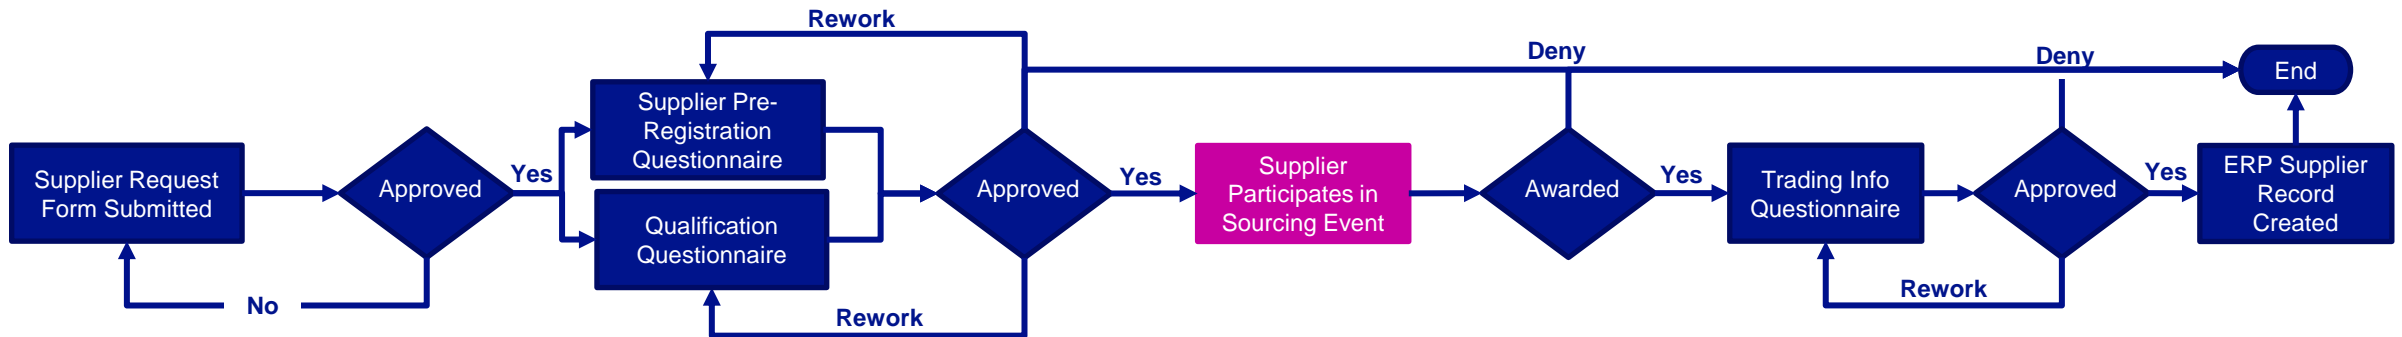 Supplier Request
Form Submitted
Approved
No
Yes
Rework
Supplier Pre-
Registration
Questionnaire
Qualification
Questionnaire
Rework
Approved
Yes
Supplier
Participates in
Sourcing Event
Deny
Awarded
Yes
Trading Info
Questionnaire
Rework
Deny
Approved
Yes
ERP Supplier
Record
Created
End